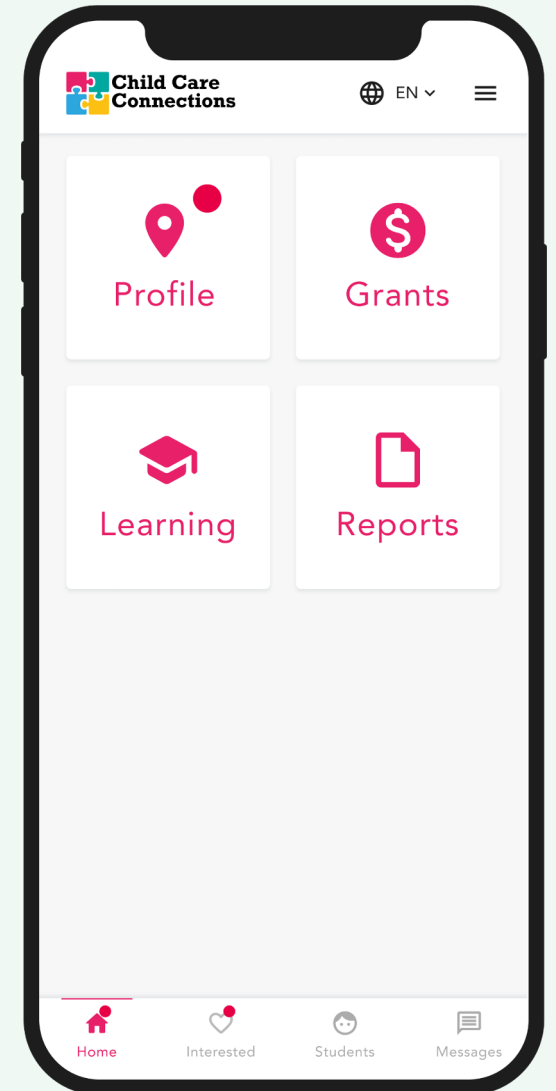 Child Care
Connections
EN
Profile
Grants
Learning
Reports
Home
Interested
Students
Messages